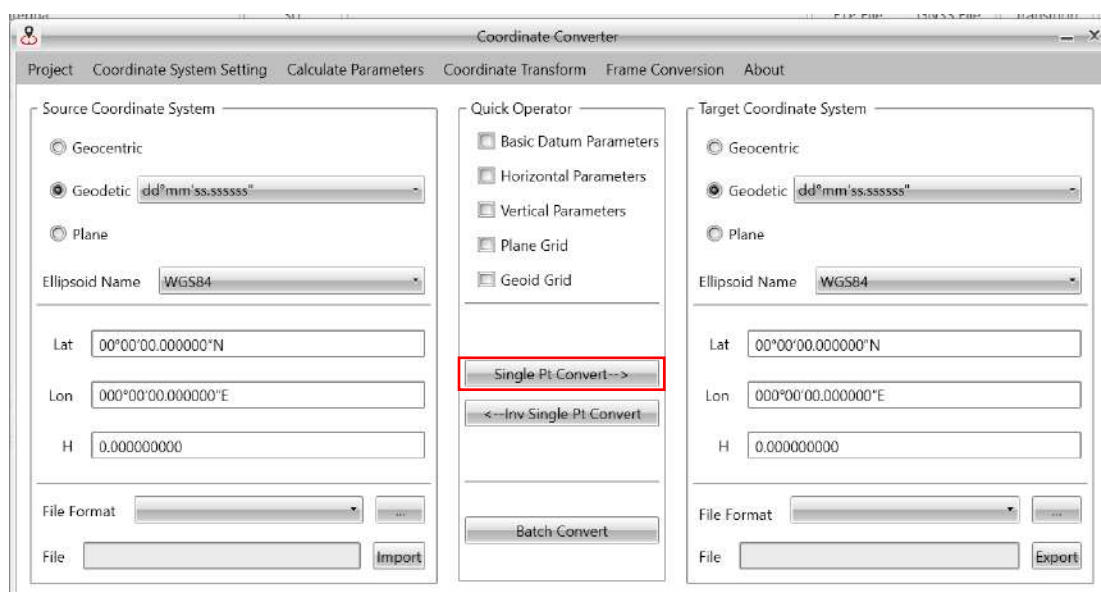 Coordinate Converter
Project Coordinate System Setting Calculate Parameters Coordinate Transform Frame Conversion About
Source Coordinate System
Geocentric
Geodetic dd°mm'ss.ssssss"
Plane
Ellipsoid Name WGS84
Lat 00°00'00.000000"N
Lon 000°00'00.000000"E
H 0.000000000
File Format ...
File Import
Quick Operator
Basic Datum Parameters
Horizontal Parameters
Vertical Parameters
Plane Grid
Geoid Grid
Single Pt Convert-->
<--Inv Single Pt Convert
Batch Convert
Target Coordinate System
Geocentric
Geodetic dd°mm'ss.ssssss"
Plane
Ellipsoid Name WGS84
Lat 00°00'00.000000"N
Lon 000°00'00.000000"E
H 0.000000000
File Format ...
File Export